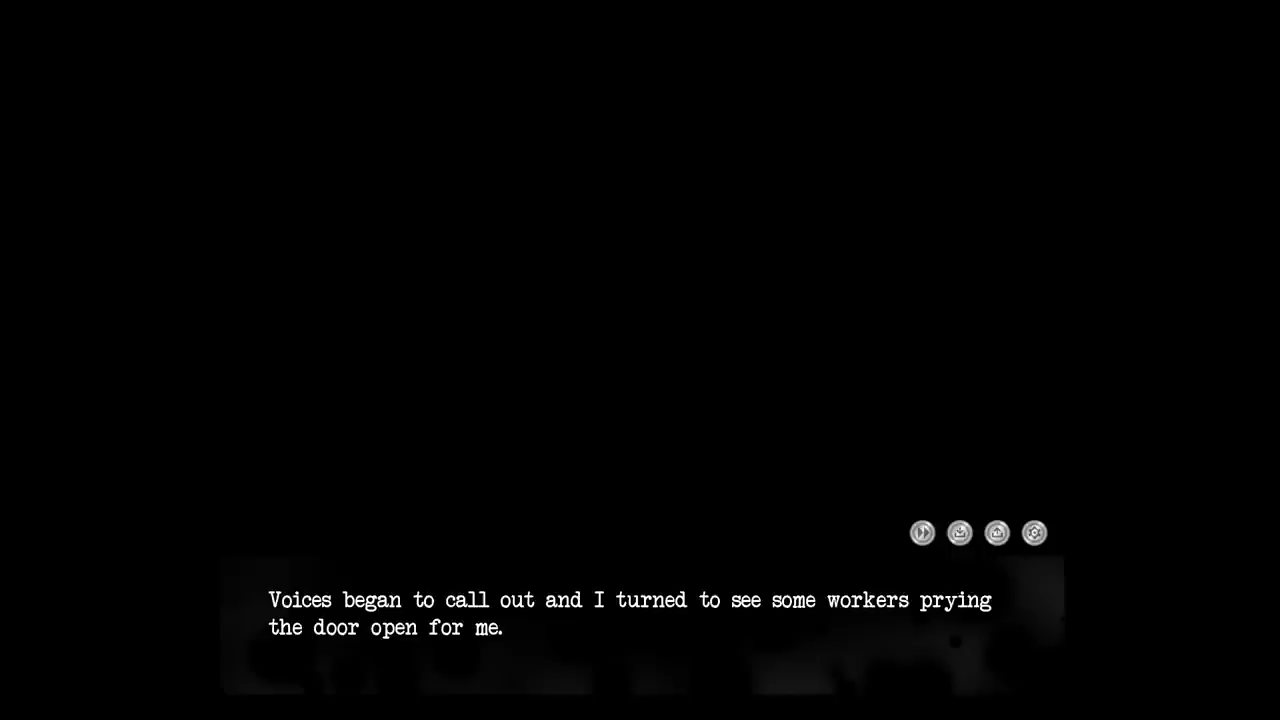 Voices began to call out and I turned to see some workers prying
the door open for me.